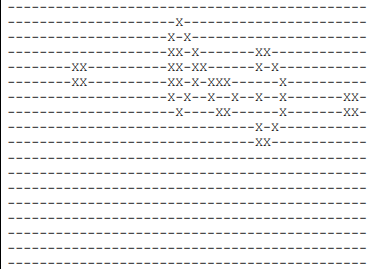 ---------------------------------------------
---------------------X-----------------------
--------------------X-X----------------------
--------------------XX-X-------XX------------
--------XX----------XX-XX------X-X-----------
--------XX----------XX-X-XXX------X----------
--------------------X-X--X--X--X--X-------XX-
---------------------X----XX---X--X-------XX-
-------------------------------X-X-----------
-------------------------------XX------------
---------------------------------------------
---------------------------------------------
---------------------------------------------
---------------------------------------------
---------------------------------------------
---------------------------------------------
---------------------------------------------
---------------------------------------------